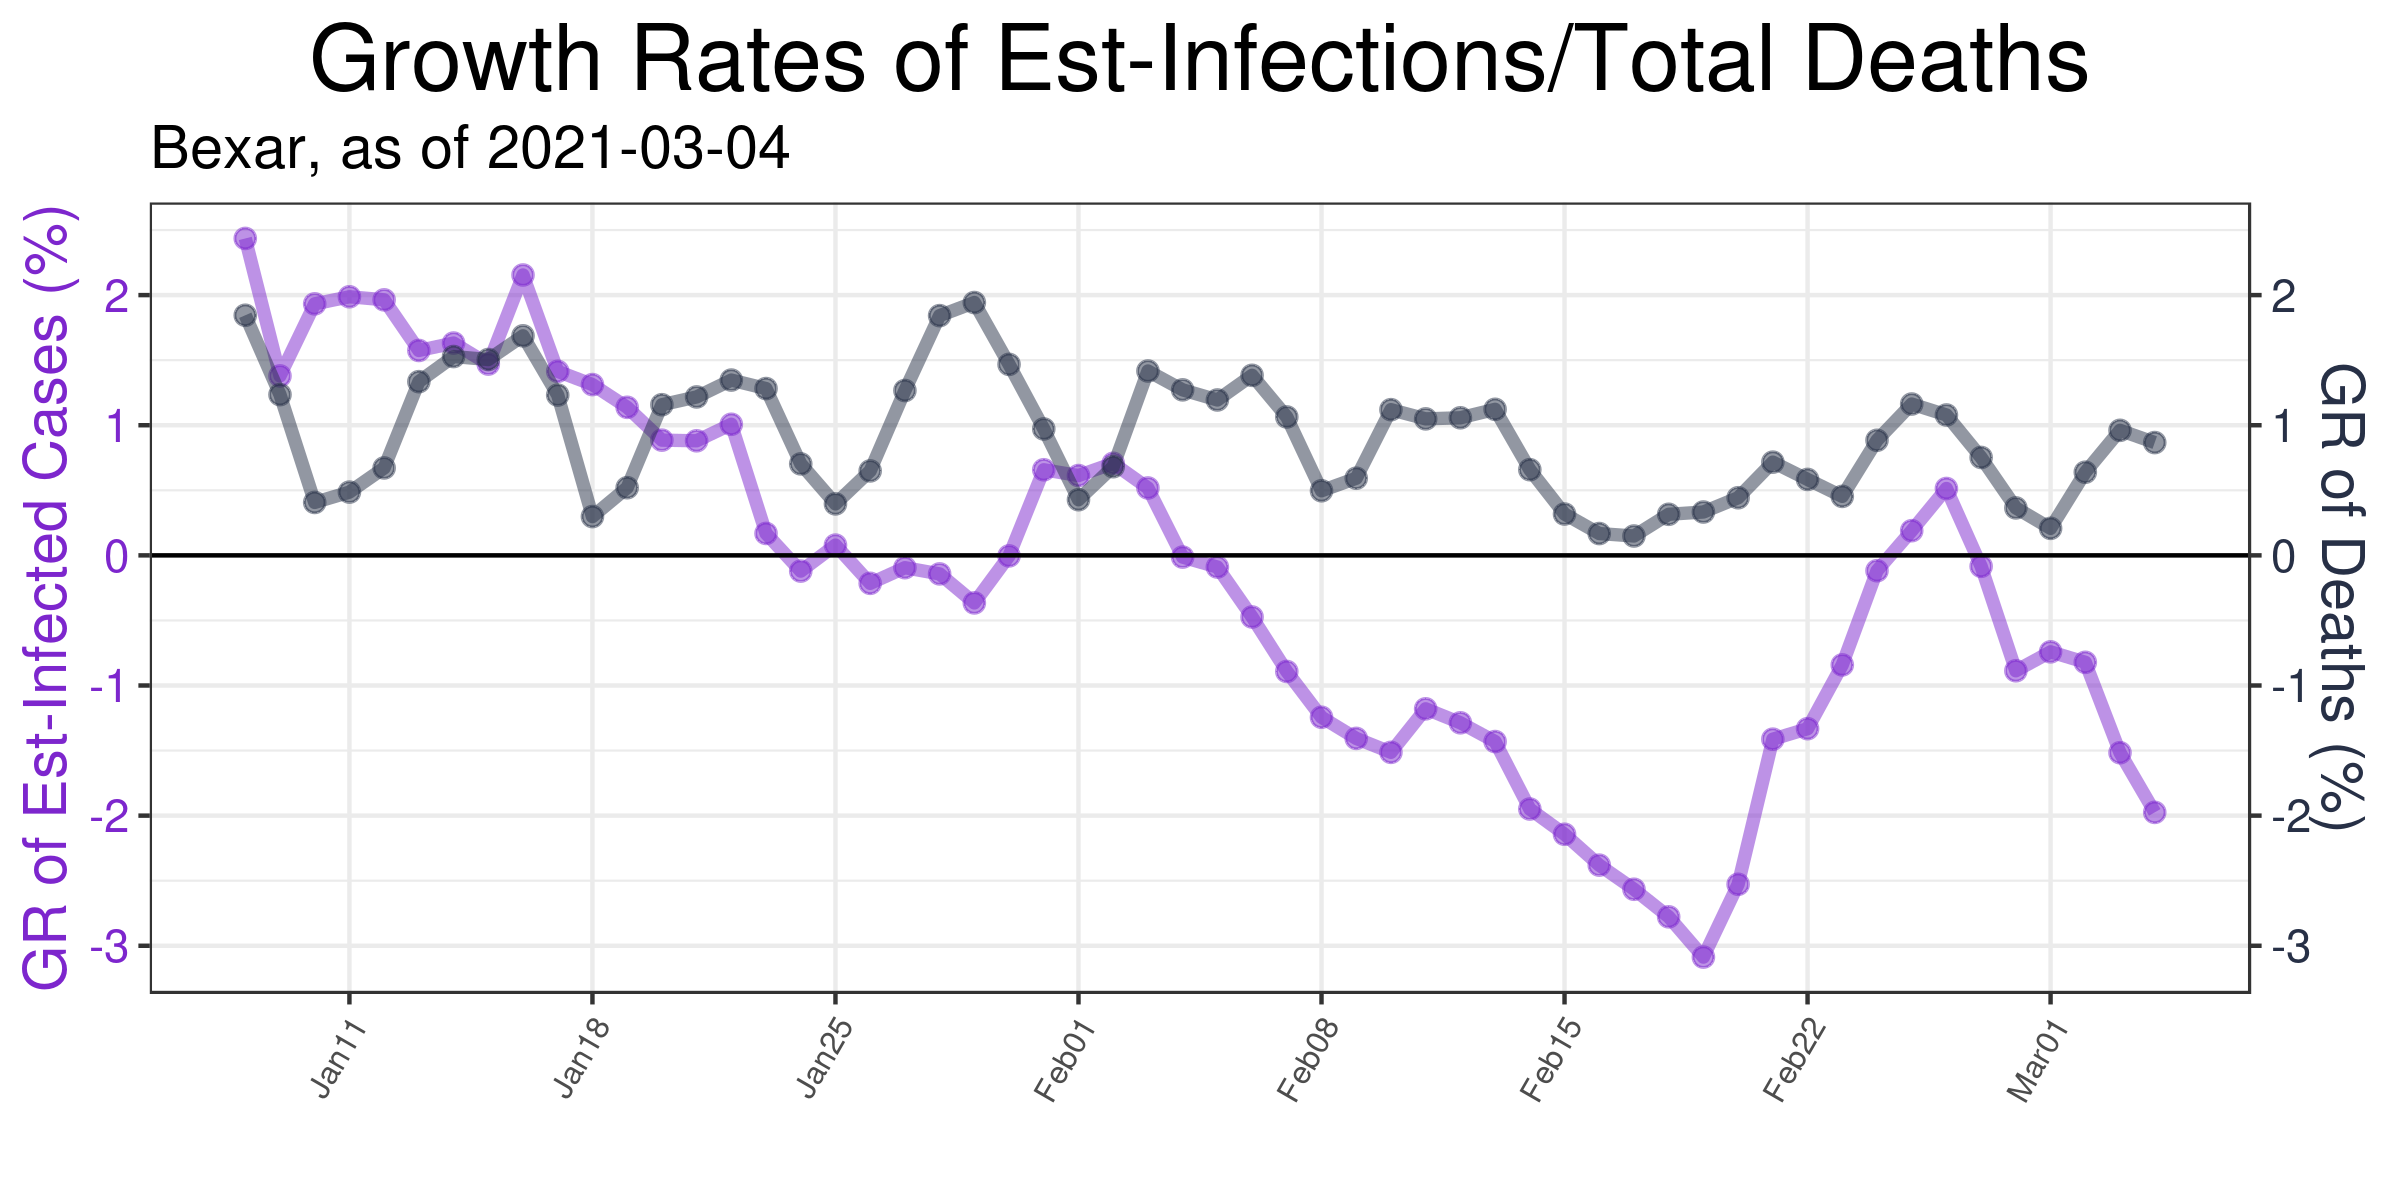 Growth Rates of Est-Infections/Total Deaths
Bexar, as of 2021-03-04
GR of Est-Infected Cases (%)
2
1
0
-1
-2
-3
2
1
0
-1
-2
-3
GR of Deaths (%)
Jan11
Jan18
Jan25
Feb01
Feb08
Feb15
Feb22
Mar01